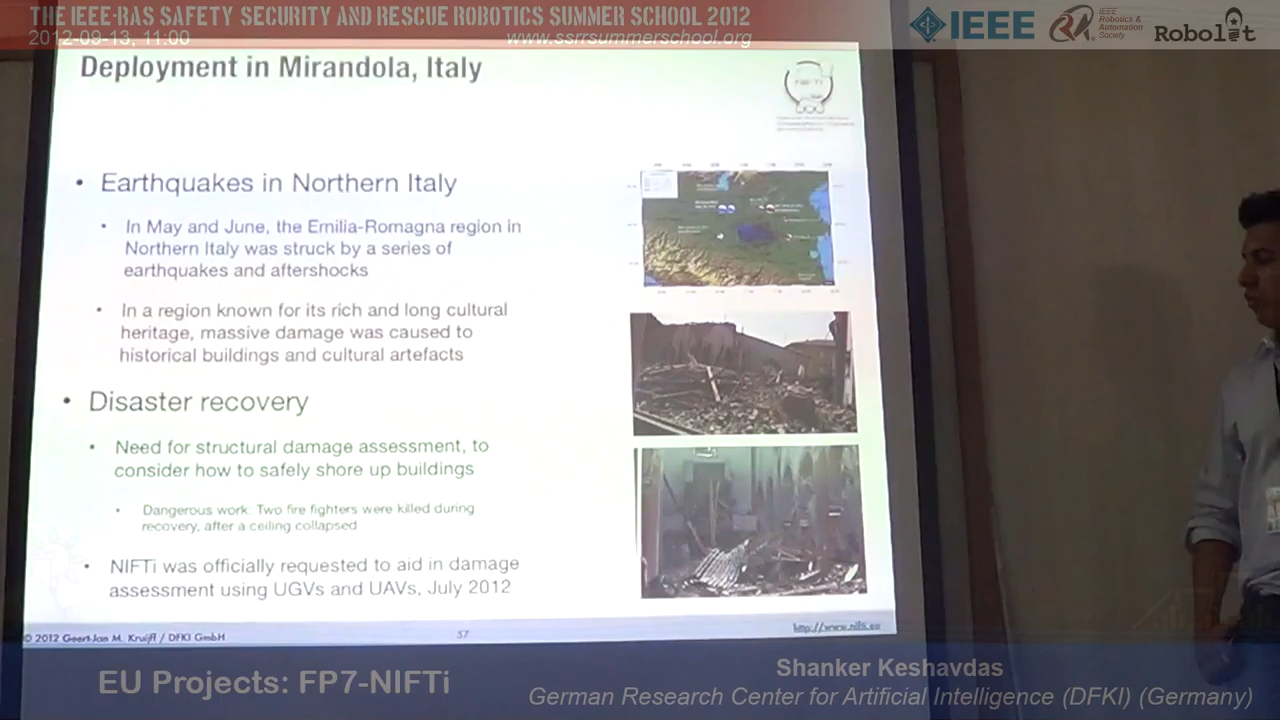 THE IEEE-RAS SAFETY SECURITY AND RESCUE ROBOTICS SUMMER SCHOOL 2012
2012-09-13, 11:00
www.ssrrsummerschool.org
IEEE
IEEE
Robotics &
Automation
Society
Robolit
Deployment in Mirandola, Italy
• Earthquakes in Northern Italy
• In May and June, the Emilia-Romagna region in
Northern Italy was struck by a series of
earthquakes and aftershocks
• In a region known for its rich and long cultural
heritage, massive damage was caused to
historical buildings and cultural artefacts
• Disaster recovery
• Need for structural damage assessment, to
consider how to safely shore up buildings
• Dangerous work: Two fire fighters were killed during
recovery, after a ceiling collapsed
• NIFTi was officially requested to aid in damage
assessment using UGVs and UAVs, July 2012
© 2012 Geert-Jan M. Kruijff / DFKI GmbH
57
http://www.nifti.eu
EU Projects: FP7-NIFTi
Shanker Keshavdas
German Research Center for Artificial Intelligence (DFKI) (Germany)